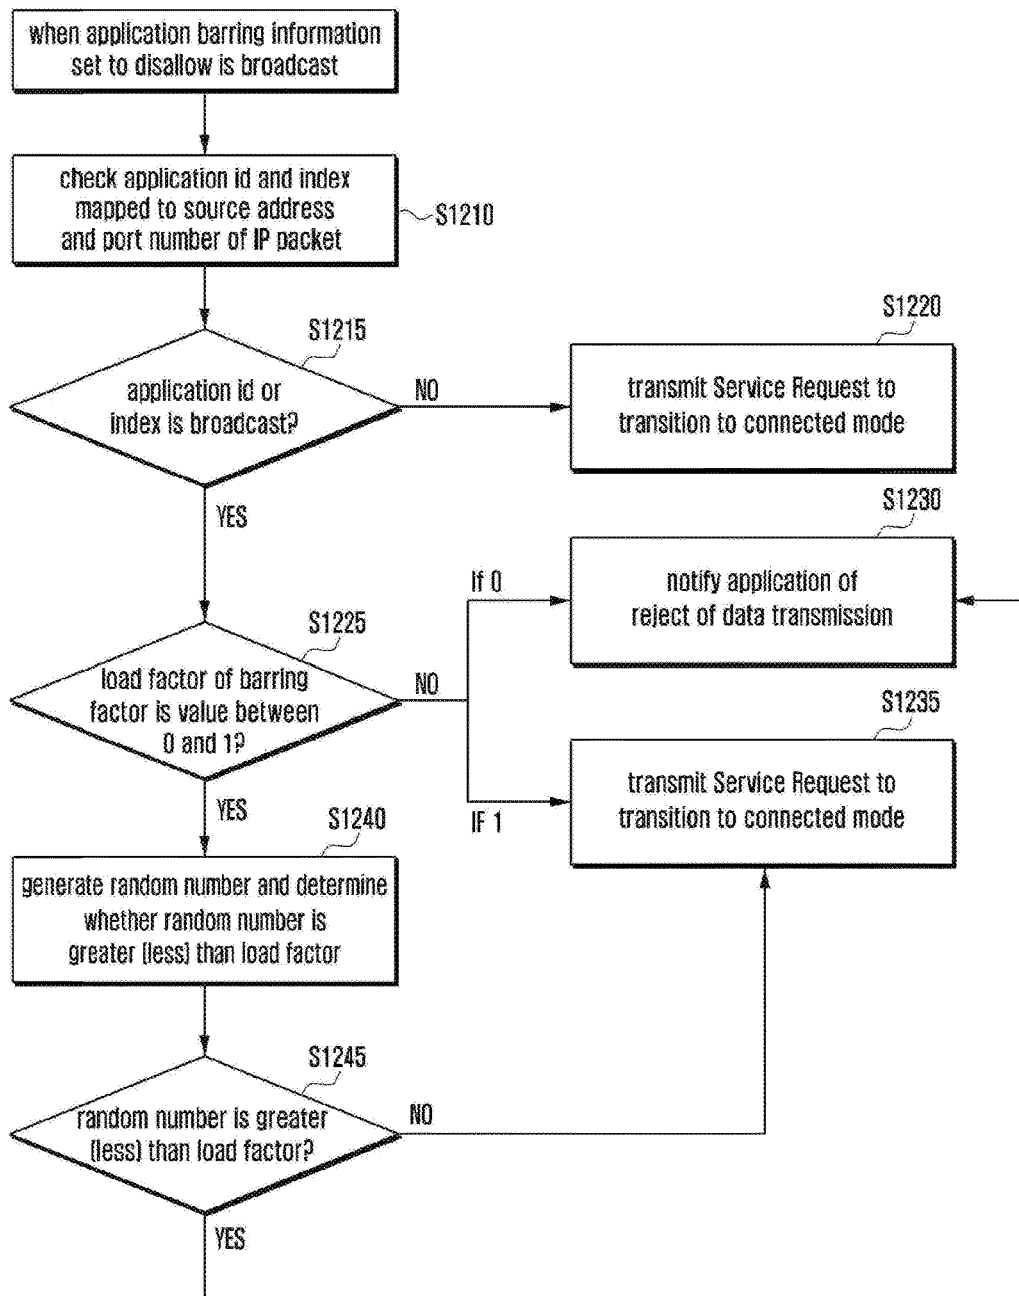 when application barring information
set to disallow is broadcast
check application id and index
mapped to source address
and port number of IP packet
S1210
S1215
application id or
index is broadcast?
NO
S1220
transmit Service Request to
transition to connected mode
YES
S1230
notify application of
reject of data transmission
If 0
S1225
load factor of barring
factor is value between
0 and 1?
NO
S1235
transmit Service Request to
transition to connected mode
IF 1
YES
S1240
generate random number and determine
whether random number is
greater (less) than load factor
S1245
random number is greater
(less) than load factor?
NO
YES